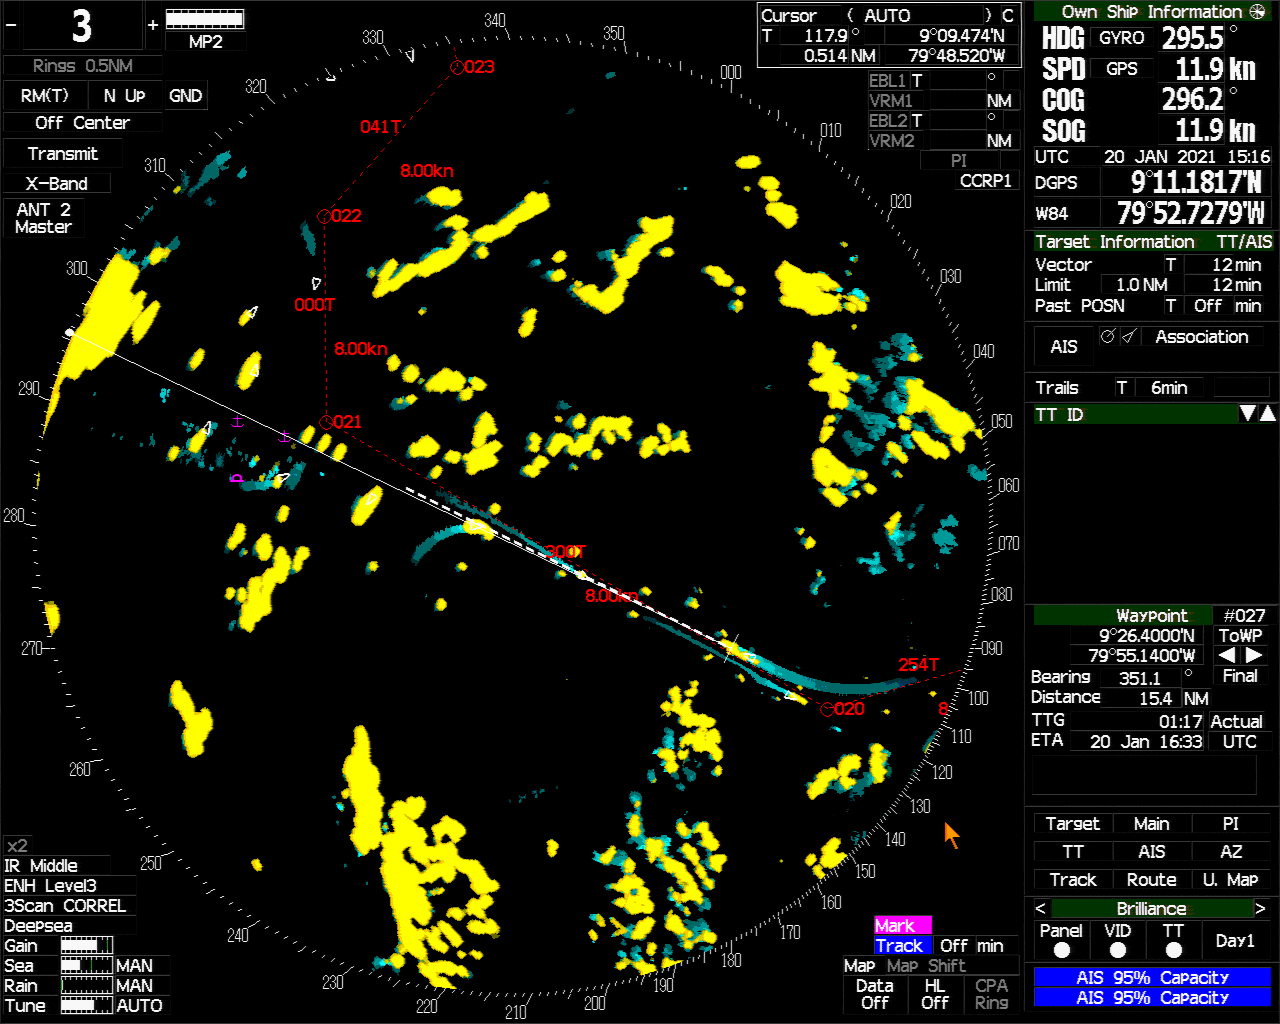 − 3 +
MP2
Rings 0.5NM
RM(T) N Up GND
Off Center
Transmit
X-Band
ANT 2
Master
Cursor ( AUTO ) C
T 117.9° 9°09.474'N
0.514 NM 79°48.520'W
EBL1 T °
VRM1 NM
EBL2 T °
VRM2 NM
PI
CCRP1
Own Ship Information
HDG GYRO 295.5°
SPD GPS 11.9 kn
COG 296.2°
SOG 11.9 kn
UTC 20 JAN 2021 15:16
DGPS 9°11.1817'N
W84 79°52.7279'W
Target Information TT/AIS
Vector T 12 min
Limit 1.0 NM 12 min
Past POSN T Off min
AIS Association
Trails T 6min
TT ID
Waypoint #027
9°26.4000'N ToWP
79°55.1400'W
Bearing 351.1° Final
Distance 15.4 NM
TTG 01:17 Actual
ETA 20 Jan 16:33 UTC
Target Main PI
TT AIS AZ
Track Route U. Map
< Brilliance >
Panel VID TT Day1
AIS 95% Capacity
AIS 95% Capacity
340
350
330
000
320
010
310
020
300
030
290
040
280
050
270
060
260
070
250
080
240
090
230
100
220
110
210
120
200
130
190
140
180
150
170
160
023
041T
8.00kn
022
000T
8.00kn
021
300T
8.00kn
254T
020
8
x2
IR Middle
ENH Level3
3Scan CORREL
Deepsea
Gain
Sea MAN
Rain MAN
Tune AUTO
Mark
Track Off min
Map Map Shift
Data Off HL Off CPA Ring